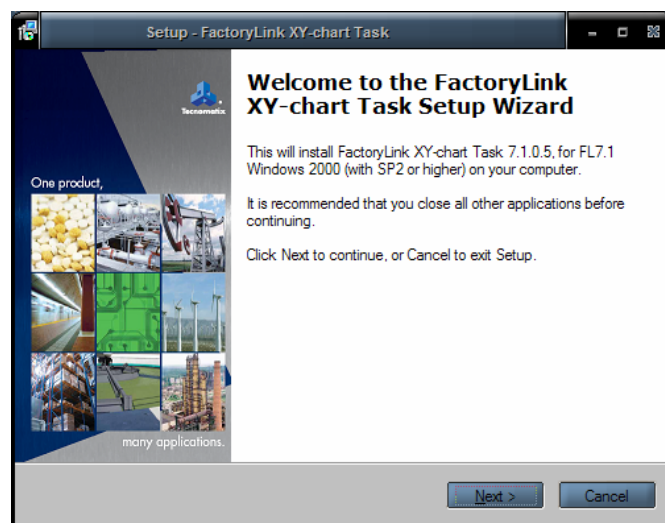 Setup - FactoryLink XY-chart Task
Tecnomatix
One product,
many applications.
Welcome to the FactoryLink
XY-chart Task Setup Wizard
This will install FactoryLink XY-chart Task 7.1.0.5, for FL7.1
Windows 2000 (with SP2 or higher) on your computer.
It is recommended that you close all other applications before
continuing.
Click Next to continue, or Cancel to exit Setup.
Next >
Cancel